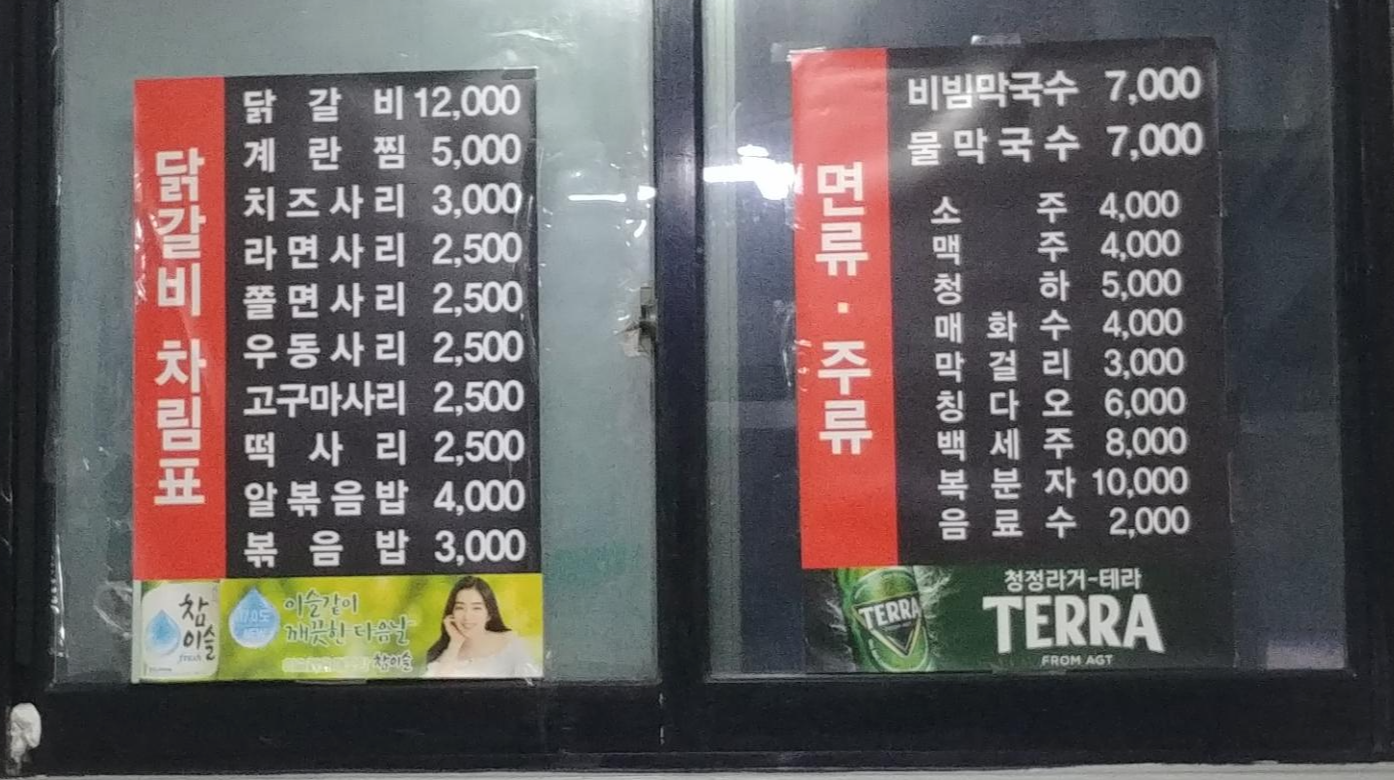 닭갈비 차림표
닭 갈 비 12,000
계 란 찜 5,000
치즈사리 3,000
라면사리 2,500
쫄면사리 2,500
우동사리 2,500
고구마사리 2,500
떡 사 리 2,500
알볶음밥 4,000
볶 음 밥 3,000
참
이슬
fresh
이슬같이
깨끗한 다음날
참이슬
면류 · 주류
비빔막국수 7,000
물막국수 7,000
소 주 4,000
맥 주 4,000
청 하 5,000
매 화 수 4,000
막 걸 리 3,000
칭 다 오 6,000
백 세 주 8,000
복 분 자 10,000
음 료 수 2,000
TERRA
청정라거-테라
TERRA
FROM AGT